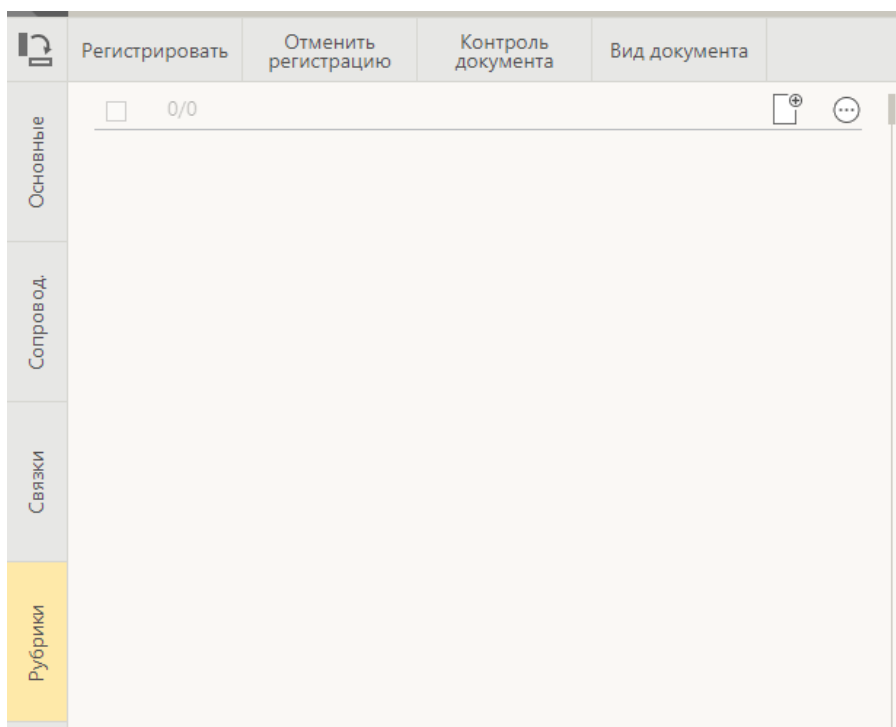 Регистрировать
Отменить
регистрацию
Контроль
документа
Вид документа
0/0
Основные
Сопровод.
Связки
Рубрики